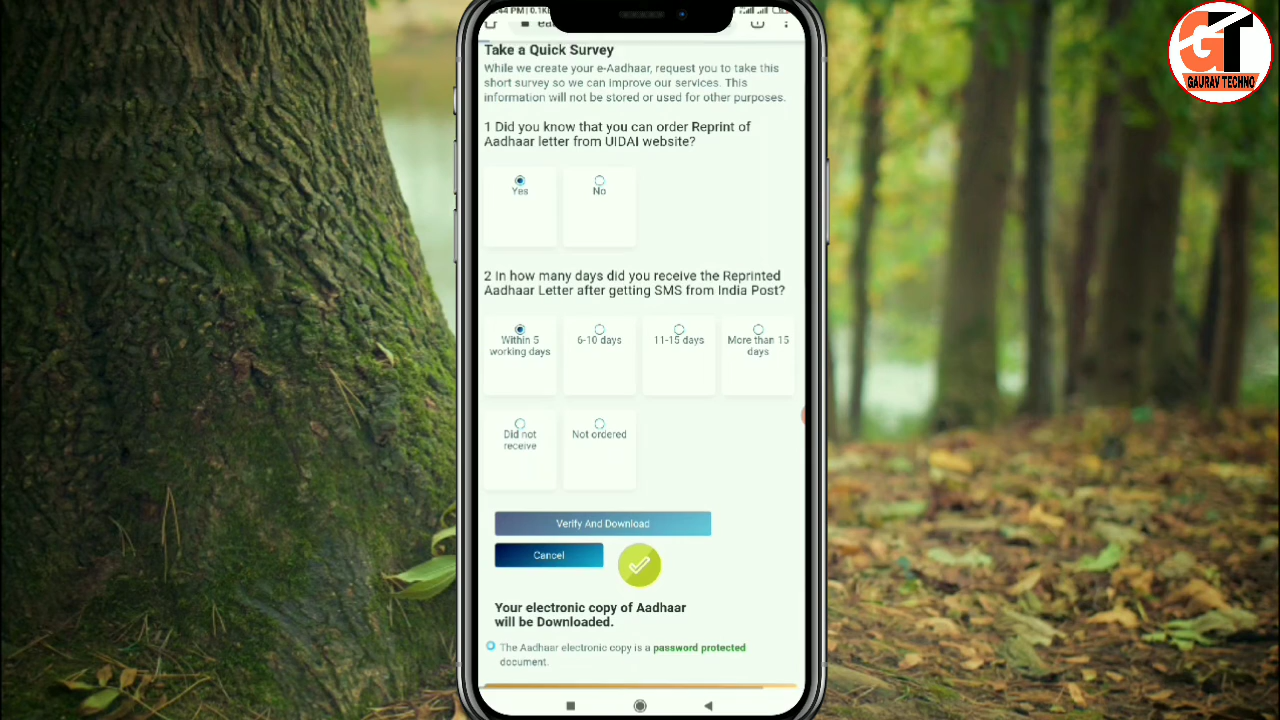 GT
GAURAV TECHNO
Take a Quick Survey
While we create your e-Aadhaar, request you to take this
short survey so we can improve our services. This
information will not be stored or used for other purposes.
1 Did you know that you can order Reprint of
Aadhaar letter from UIDAI website?
Yes No
2 In how many days did you receive the Reprinted
Aadhaar Letter after getting SMS from India Post?
Within 5 6-10 days 11-15 days More than 15
working days days
Did not Not ordered
receive
Verify And Download
Cancel
Your electronic copy of Aadhaar
will be Downloaded.
The Aadhaar electronic copy is a password protected
document.